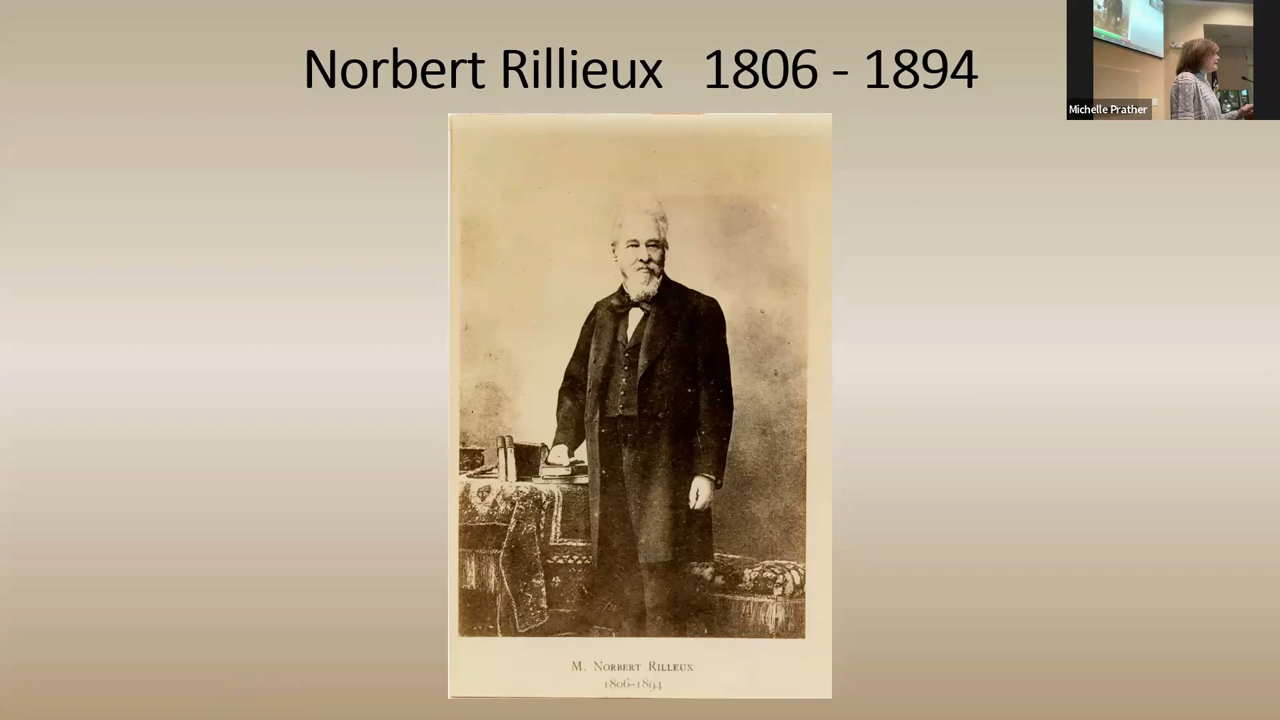 Norbert Rillieux 1806 - 1894
Michelle Prather
M. Norbert Rilleux
1806–1894